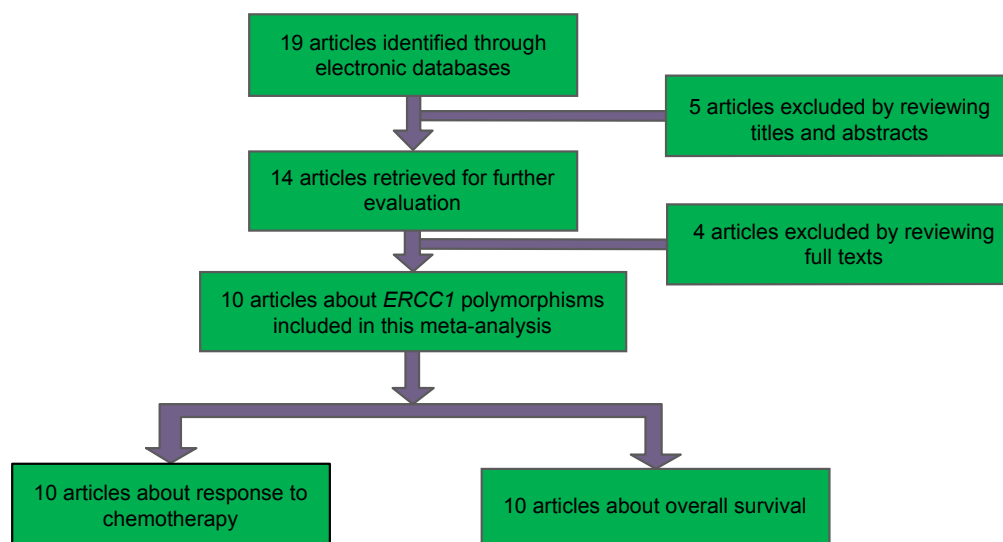 19 articles identified through
electronic databases
5 articles excluded by reviewing
titles and abstracts
14 articles retrieved for further
evaluation
4 articles excluded by reviewing
full texts
10 articles about ERCC1 polymorphisms
included in this meta-analysis
10 articles about response to
chemotherapy
10 articles about overall survival